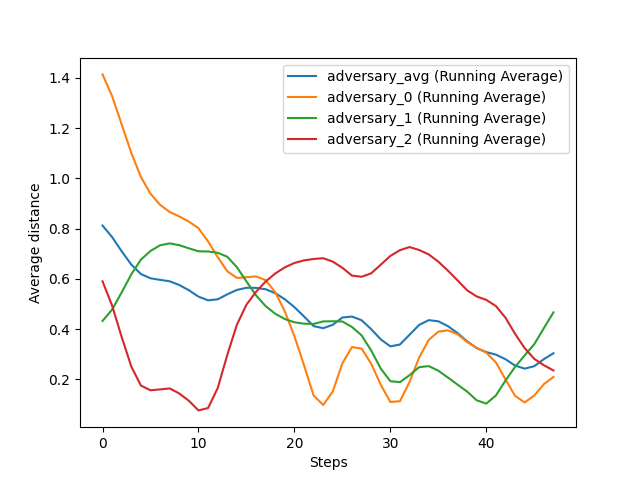 adversary_avg (Running Average)
adversary_0 (Running Average)
adversary_1 (Running Average)
adversary_2 (Running Average)
Average distance
1.4
1.2
1.0
0.8
0.6
0.4
0.2
0 10 20 30 40
Steps